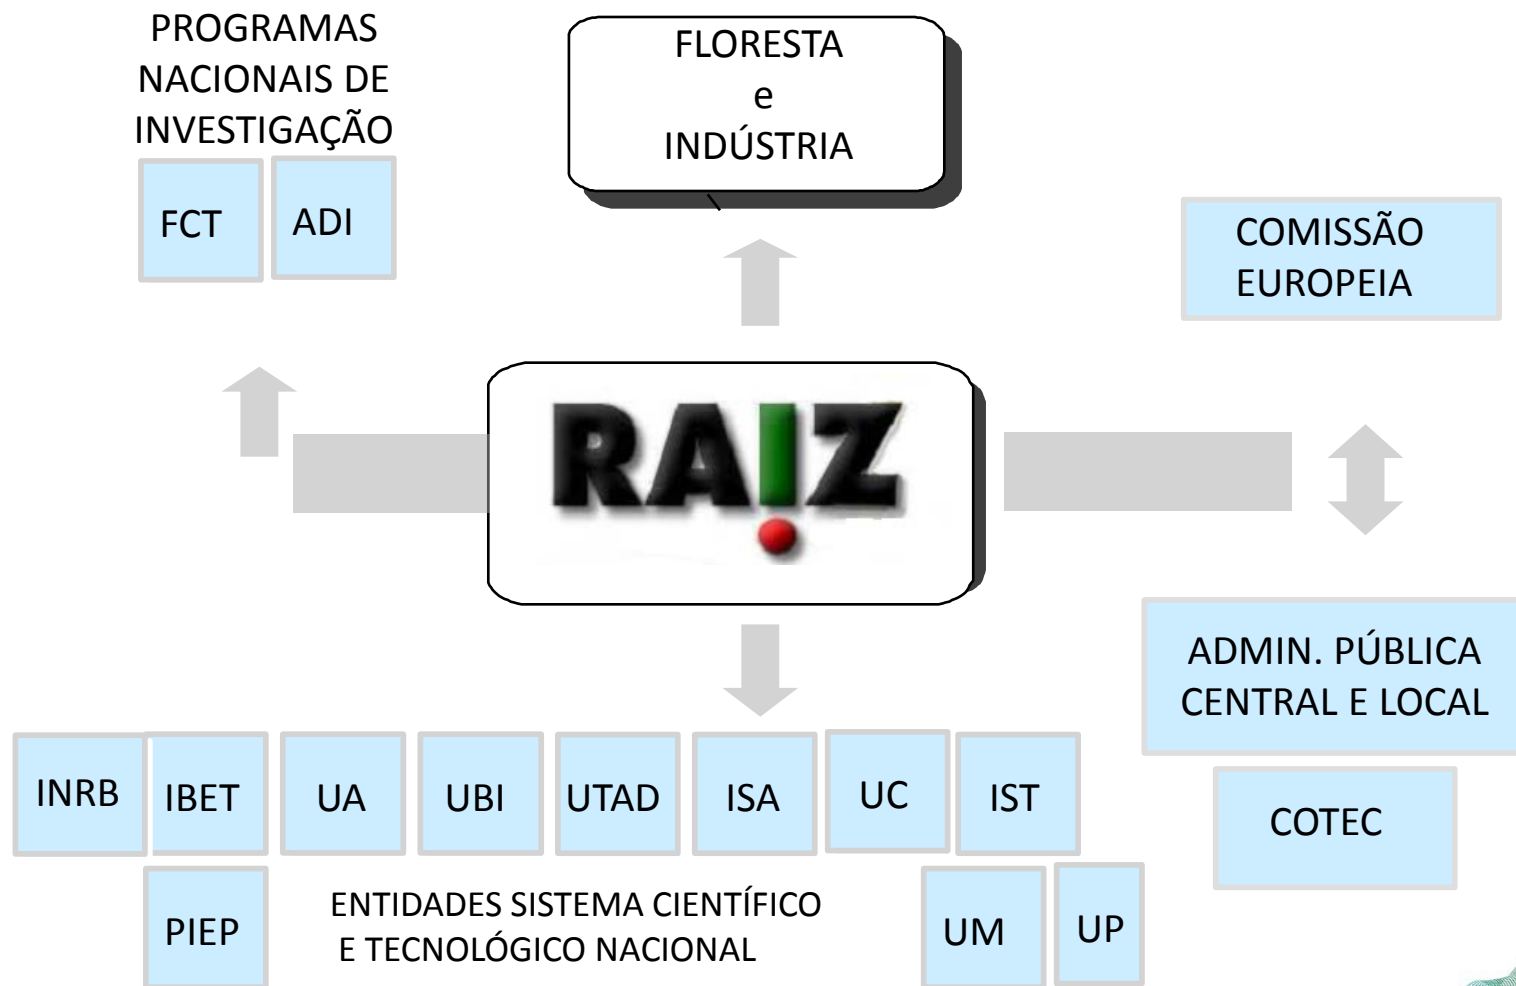 PROGRAMAS
NACIONAIS DE
INVESTIGAÇÃO
FCT
ADI
FLORESTA
e
INDÚSTRIA
COMISSÃO
EUROPEIA
RAIZ
ADMIN. PÚBLICA
CENTRAL E LOCAL
COTEC
INRB
IBET
UA
UBI
UTAD
ISA
UC
IST
PIEP
ENTIDADES SISTEMA CIENTÍFICO
E TECNOLÓGICO NACIONAL
UM
UP